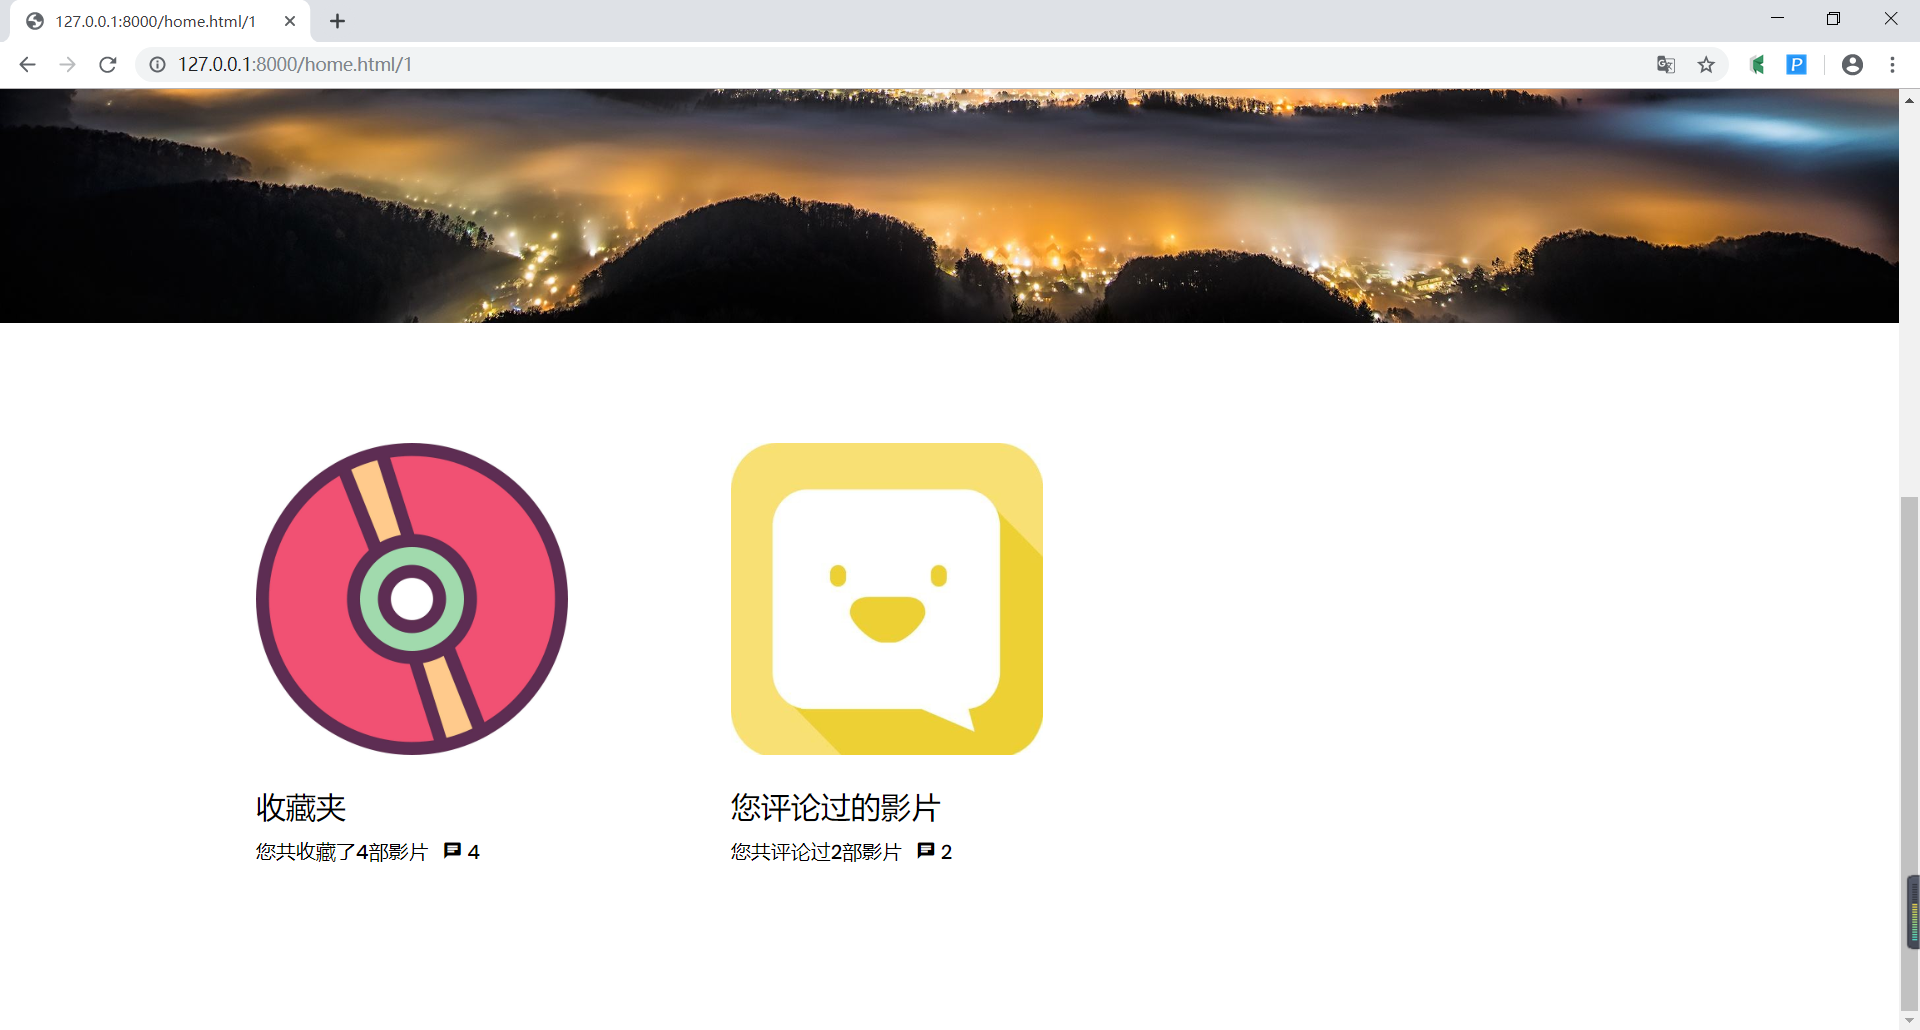 127.0.0.1:8000/home.html/1
127.0.0.1:8000/home.html/1
P
收藏夹
您共收藏了4部影片 4
您评论过的影片
您共评论过2部影片 2